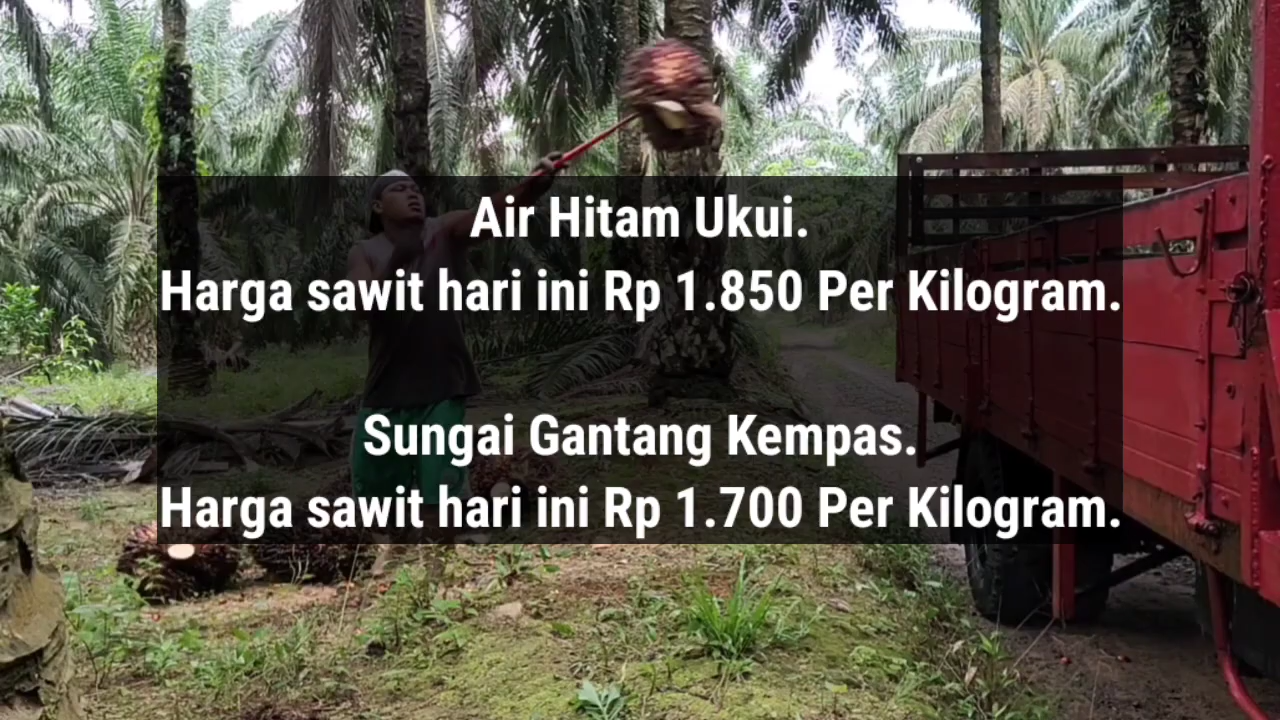 Air Hitam Ukui.
Harga sawit hari ini Rp 1.850 Per Kilogram.
Sungai Gantang Kempas.
Harga sawit hari ini Rp 1.700 Per Kilogram.